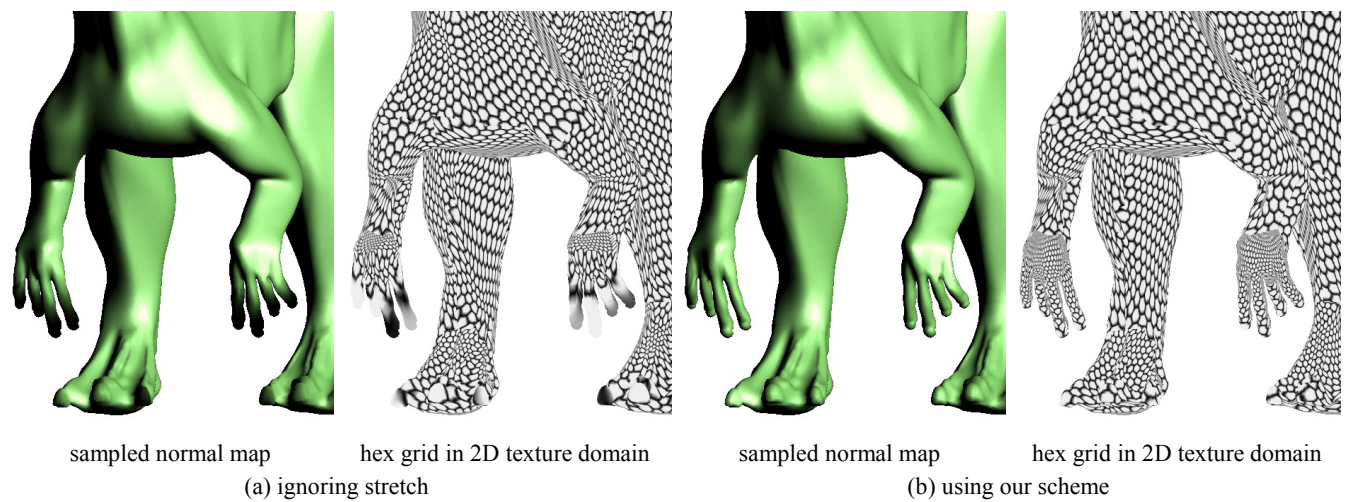 sampled normal map
hex grid in 2D texture domain
sampled normal map
hex grid in 2D texture domain
(a) ignoring stretch
(b) using our scheme